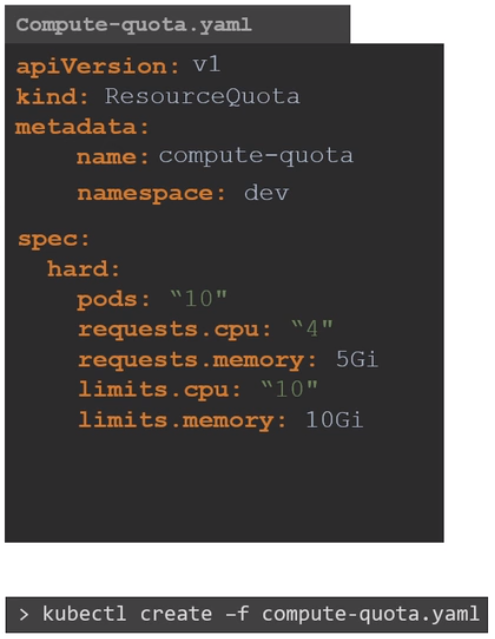 Compute-quota.yaml
apiVersion: v1
kind: ResourceQuota
metadata:
name: compute-quota
namespace: dev
spec:
hard:
pods: “10"
requests.cpu: “4"
requests.memory: 5Gi
limits.cpu: “10"
limits.memory: 10Gi
> kubectl create –f compute-quota.yaml